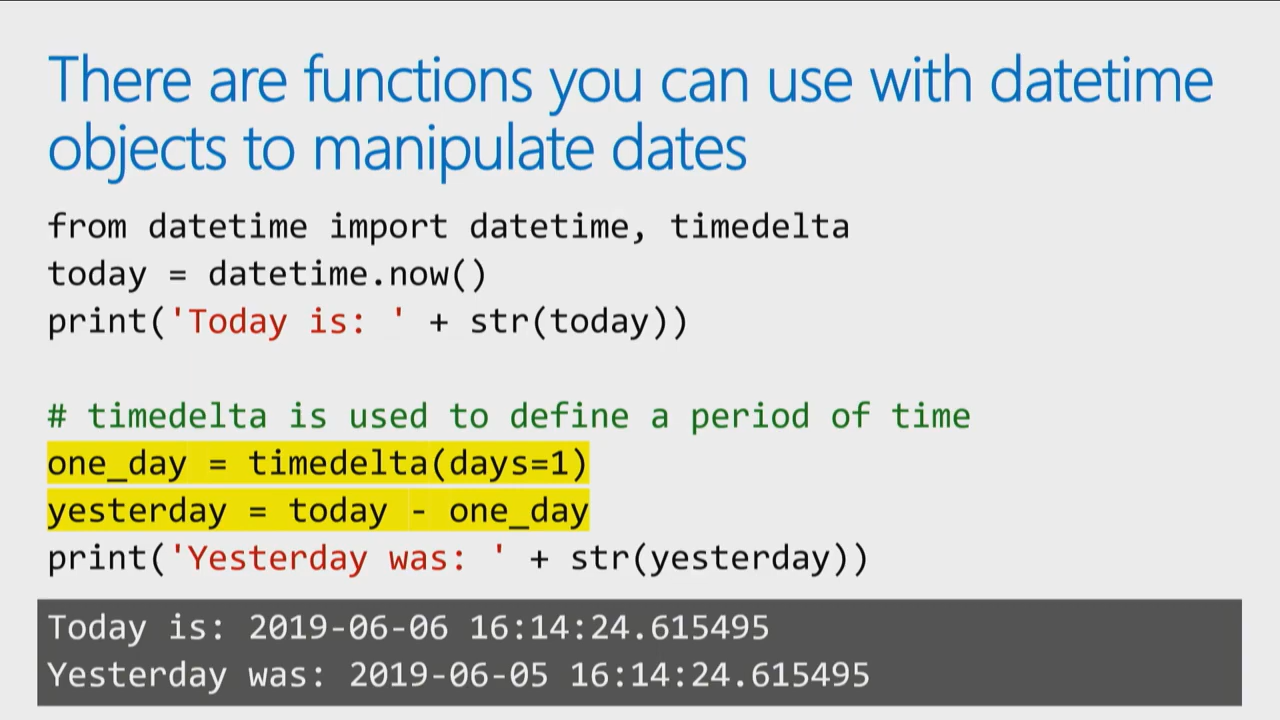 There are functions you can use with datetime
objects to manipulate dates
from datetime import datetime, timedelta
today = datetime.now()
print('Today is: ' + str(today))
# timedelta is used to define a period of time
one_day = timedelta(days=1)
yesterday = today - one_day
print('Yesterday was: ' + str(yesterday))
Today is: 2019-06-06 16:14:24.615495
Yesterday was: 2019-06-05 16:14:24.615495